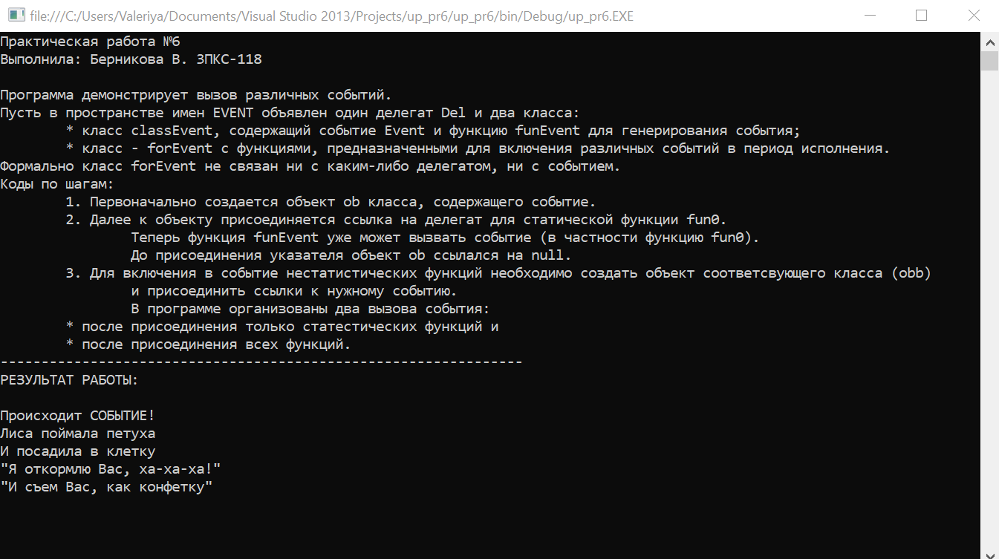 file:///C:/Users/Valeriya/Documents/Visual Studio 2013/Projects/up_pr6/up_pr6/bin/Debug/up_pr6.EXE
Практическая работа №6
Выполнила: Берникова В. ЗПКС-118
Программа демонстрирует вызов различных событий.
Пусть в пространстве имен EVENT объявлен один делегат Del и два класса:
* класс classEvent, содержащий событие Event и функцию funEvent для генерирования события;
* класс - forEvent с функциями, предназначенными для включения различных событий в период исполнения.
Формально класс forEvent не связан ни с каким-либо делегатом, ни с событием.
Коды по шагам:
1. Первоначально создается объект ob класса, содержащего событие.
2. Далее к объекту присоединяется ссылка на делегат для статической функции fun0.
Теперь функция funEvent уже может вызвать событие (в частности функцию fun0).
До присоединения указателя объект ob ссылался на null.
3. Для включения в событие нестатистических функций необходимо создать объект соответсвующего класса (obb)
и присоединить ссылки к нужному событию.
В программе организованы два вызова события:
* после присоединения только статестических функций и
* после присоединения всех функций.
----------------------------------------------------------------
РЕЗУЛЬТАТ РАБОТЫ:
Происходит СОБЫТИЕ!
Лиса поймала петуха
И посадила в клетку
"Я откормлю Вас, ха-ха-ха!"
"И съем Вас, как конфетку"